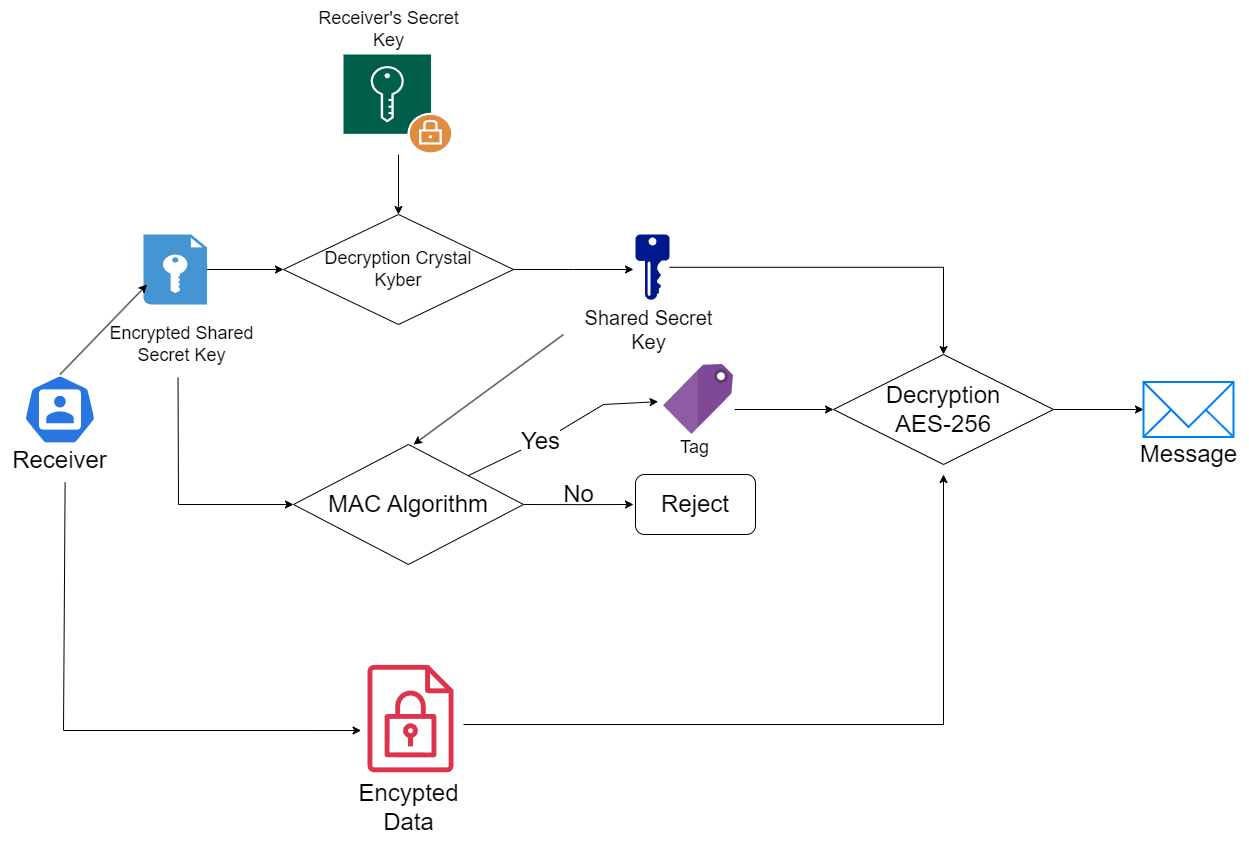 Receiver's Secret
Key
Decryption Crystal
Kyber
Encrypted Shared
Secret Key
Shared Secret
Key
Receiver
Decryption
AES-256
Message
Yes
Tag
MAC Algorithm
No
Reject
Encypted
Data